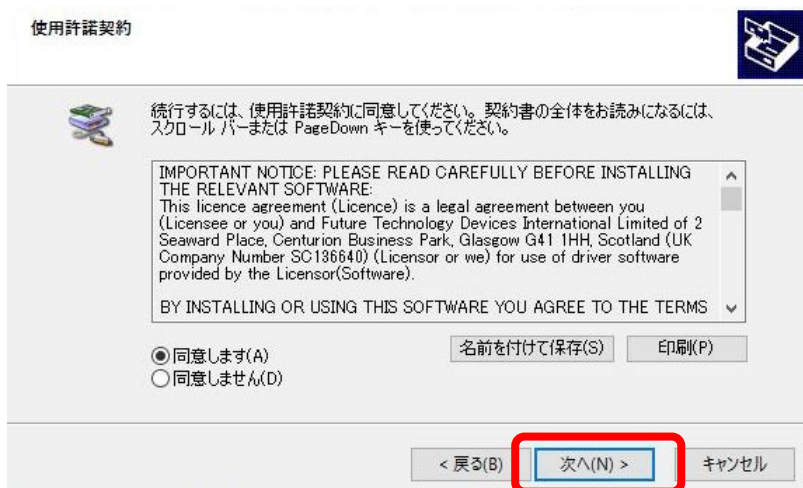 使用許諾契約
続行するには、使用許諾契約に同意してください。契約書の全体をお読みになるには、
スクロール バーまたは PageDown キーを使ってください。
IMPORTANT NOTICE: PLEASE READ CAREFULLY BEFORE INSTALLING
THE RELEVANT SOFTWARE:
This licence agreement (Licence) is a legal agreement between you
(Licensee or you) and Future Technology Devices International Limited of 2
Seaward Place, Centurion Business Park, Glasgow G41 1HH, Scotland (UK
Company Number SC136640) (Licensor or we) for use of driver software
provided by the Licensor(Software).
BY INSTALLING OR USING THIS SOFTWARE YOU AGREE TO THE TERMS
同意します(A)
名前を付けて保存(S)
印刷(P)
同意しません(D)
< 戻る(B)
次へ(N) >
キャンセル